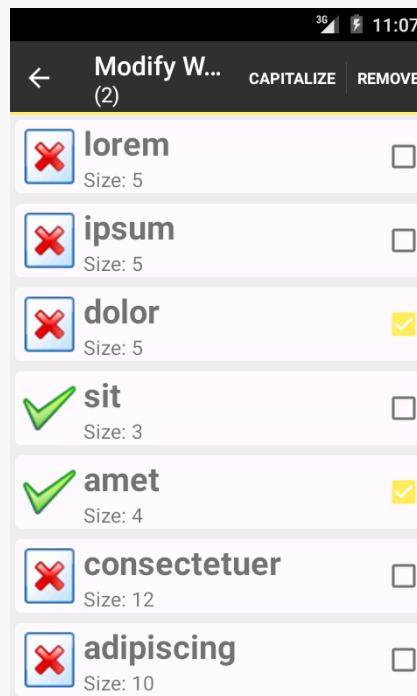 3G 11:07
Modify W... CAPITALIZE REMOVE
(2)
lorem
Size: 5
ipsum
Size: 5
dolor
Size: 5
sit
Size: 3
amet
Size: 4
consectetuer
Size: 12
adipiscing
Size: 10